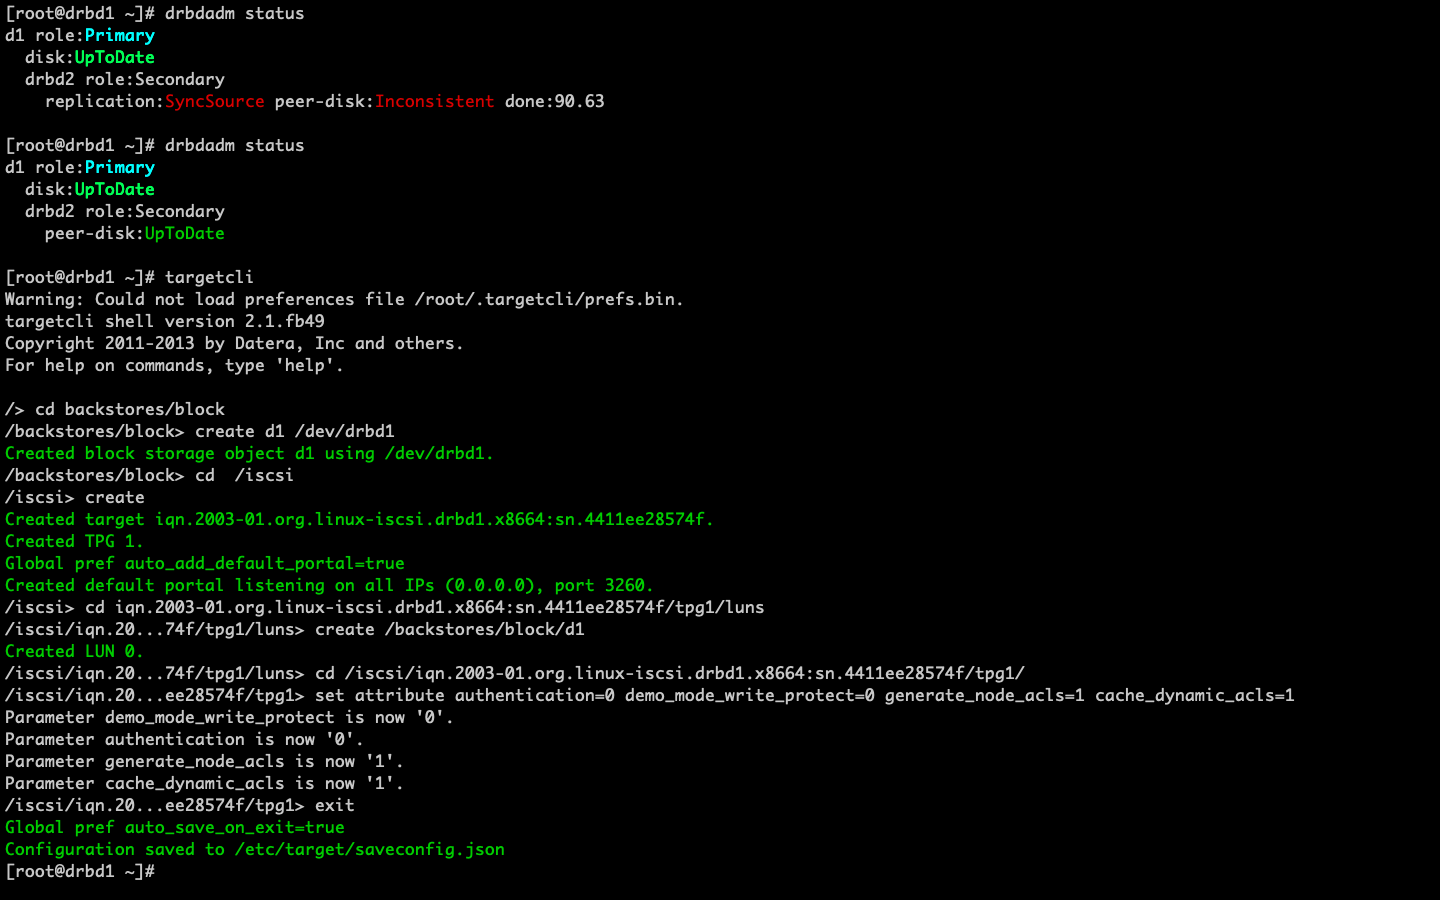 [root@drbd1 ~]# drbdadm status
d1 role:Primary
  disk:UpToDate
  drbd2 role:Secondary
    replication:SyncSource peer-disk:Inconsistent done:90.63

[root@drbd1 ~]# drbdadm status
d1 role:Primary
  disk:UpToDate
  drbd2 role:Secondary
    peer-disk:UpToDate

[root@drbd1 ~]# targetcli
Warning: Could not load preferences file /root/.targetcli/prefs.bin.
targetcli shell version 2.1.fb49
Copyright 2011-2013 by Datera, Inc and others.
For help on commands, type 'help'.

/> cd backstores/block
/backstores/block> create d1 /dev/drbd1
Created block storage object d1 using /dev/drbd1.
/backstores/block> cd  /iscsi
/iscsi> create
Created target iqn.2003-01.org.linux-iscsi.drbd1.x8664:sn.4411ee28574f.
Created TPG 1.
Global pref auto_add_default_portal=true
Created default portal listening on all IPs (0.0.0.0), port 3260.
/iscsi> cd iqn.2003-01.org.linux-iscsi.drbd1.x8664:sn.4411ee28574f/tpg1/luns
/iscsi/iqn.20...74f/tpg1/luns> create /backstores/block/d1
Created LUN 0.
/iscsi/iqn.20...74f/tpg1/luns> cd /iscsi/iqn.2003-01.org.linux-iscsi.drbd1.x8664:sn.4411ee28574f/tpg1/
/iscsi/iqn.20...ee28574f/tpg1> set attribute authentication=0 demo_mode_write_protect=0 generate_node_acls=1 cache_dynamic_acls=1
Parameter demo_mode_write_protect is now '0'.
Parameter authentication is now '0'.
Parameter generate_node_acls is now '1'.
Parameter cache_dynamic_acls is now '1'.
/iscsi/iqn.20...ee28574f/tpg1> exit
Global pref auto_save_on_exit=true
Configuration saved to /etc/target/saveconfig.json
[root@drbd1 ~]#